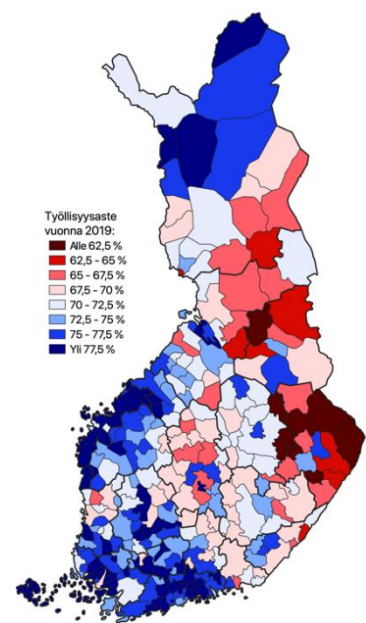 Työllisyysaste
vuonna 2019:
Alle 62,5 %
62,5 - 65 %
65 - 67,5 %
67,5 - 70 %
70 - 72,5 %
72,5 - 75 %
75 - 77,5 %
Yli 77,5 %